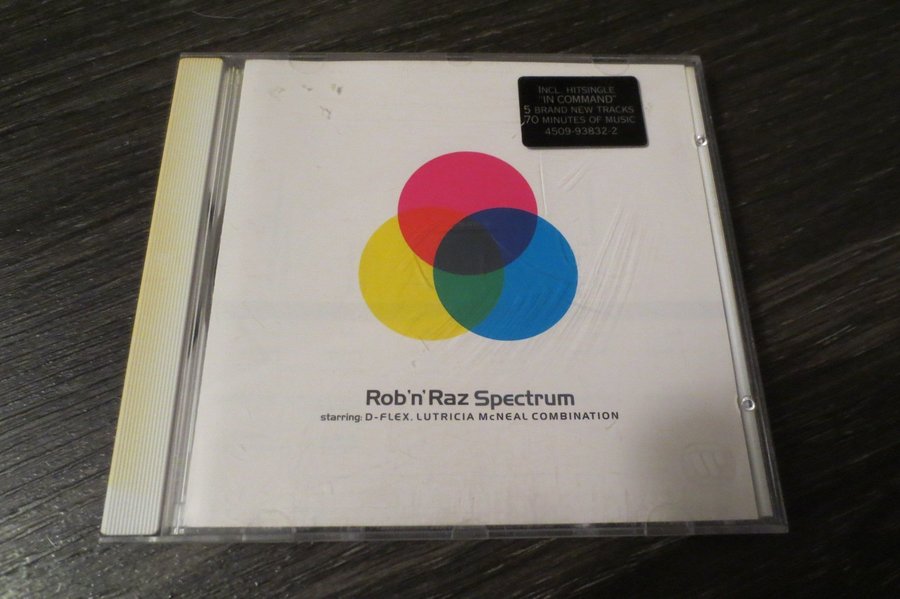 INCL. HITSINGLE
"IN COMMAND"
5 BRAND NEW TRACKS
70 MINUTES OF MUSIC
4509-93832-2
Rob'n'Raz Spectrum
starring: D-FLEX, LUTRICIA McNEAL COMBINATION